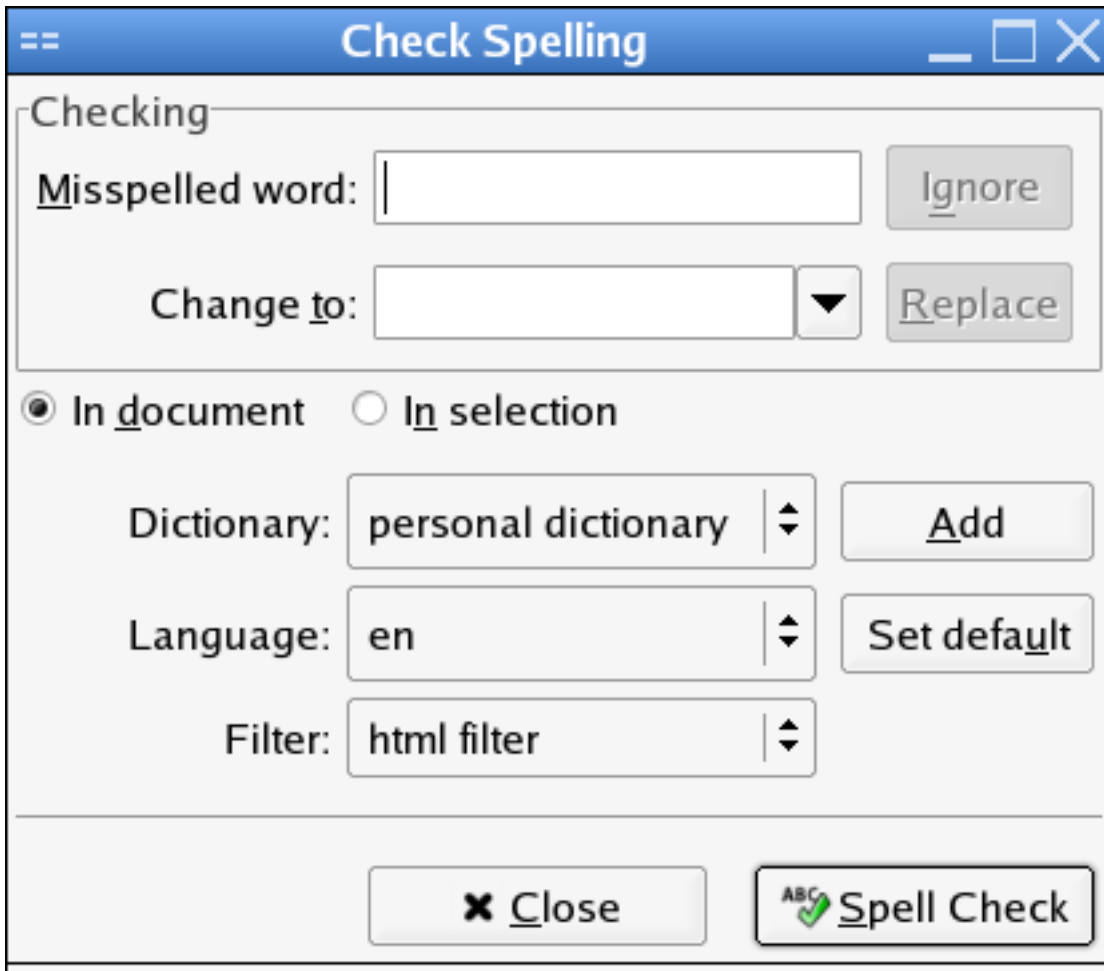 Check Spelling
Checking
Misspelled word: Ignore
Change to: Replace
In document In selection
Dictionary: personal dictionary Add
Language: en Set default
Filter: html filter
Close ABC Spell Check